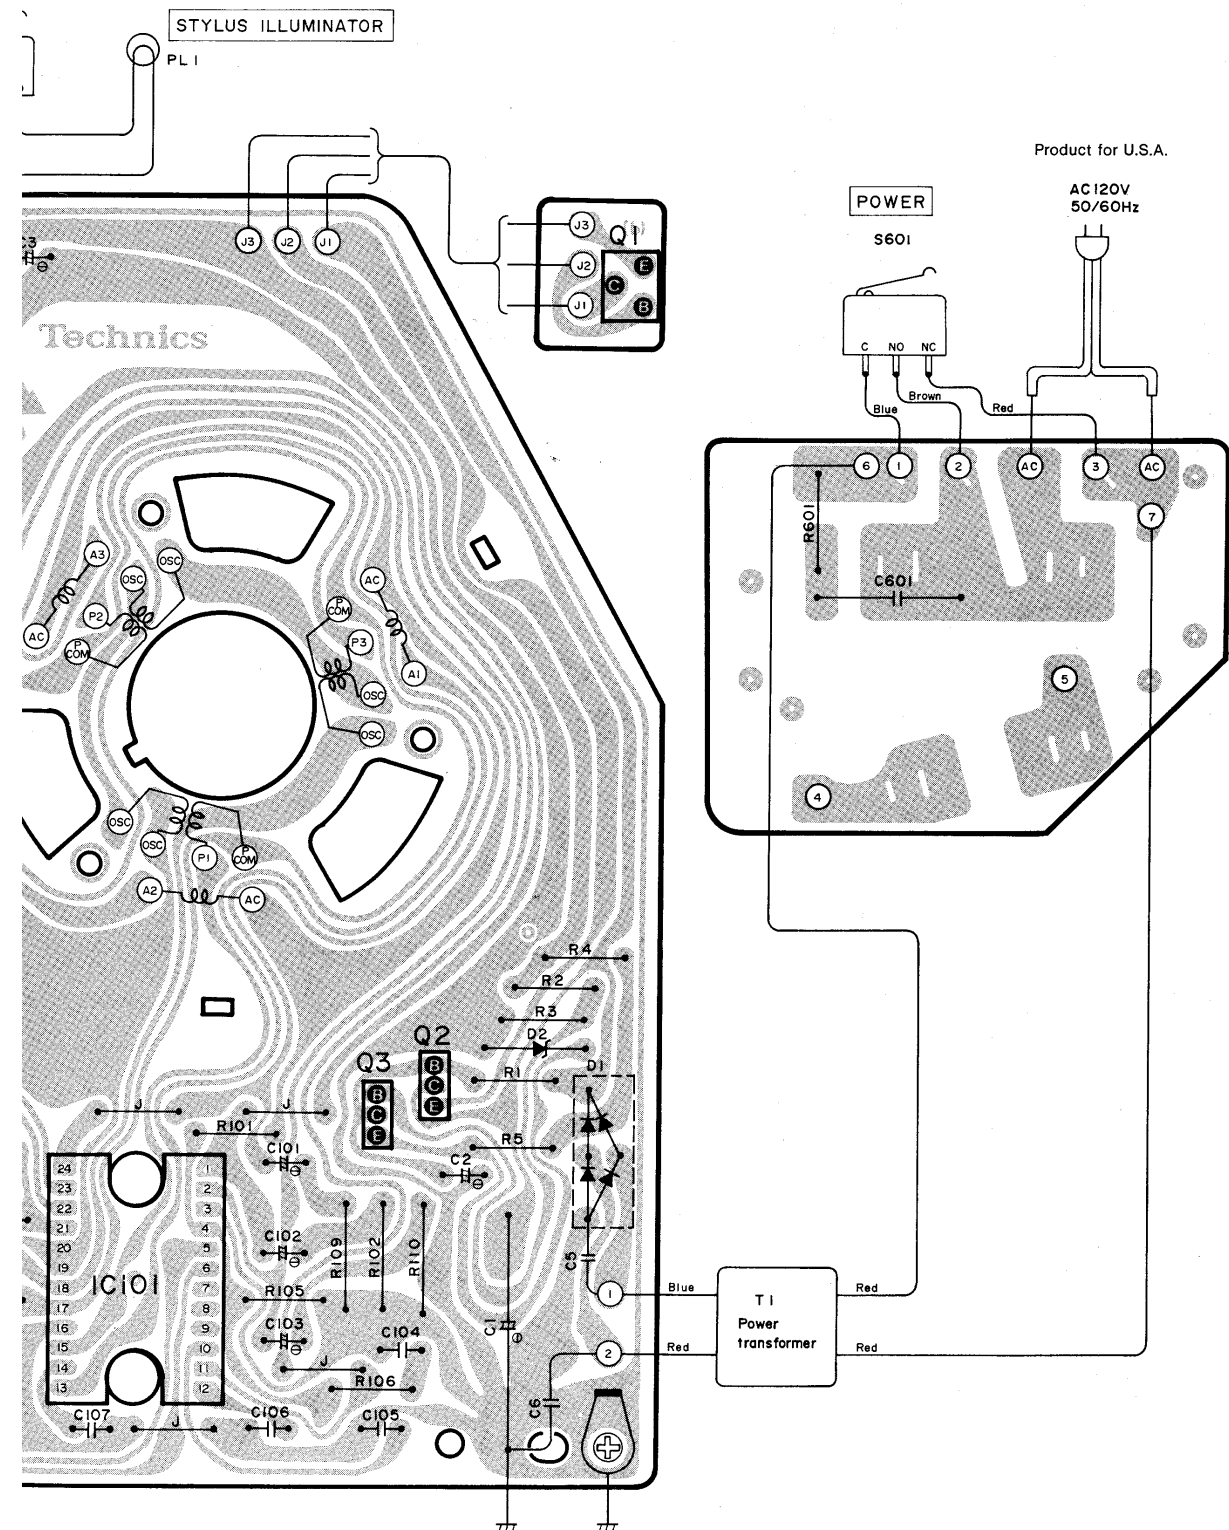 STYLUS ILLUMINATOR
PL1
Product for U.S.A.
AC120V
50/60Hz
POWER
S601
J3 J2 J1
J3
J2
J1
Q1
E
C
B
C3
Technics
C NO NC
Blue
Brown
Red
6 1 2 AC 3 AC
7
R601
C601
5
4
A3
OSC
OSC
P2
AC
P COM
AC
P COM
P3
A1
OSC
OSC
OSC
OSC
P1
P COM
A2
AC
R4
R2
R3
D2
D1
Q2
B
C
E
Q3
B
C
E
R1
R5
C2
J
J
R101
C101
24 1
23 2
22 3
21 4
20 5
19 6
18 7
17 8
16 9
15 10
14 11
13 12
IC101
C102
R109
R102
R110
R105
C103
C104
J
R106
C107
J
C106
C105
C1
C5
C6
1
2
Blue
Red
T1
Power
transformer
Red
Red